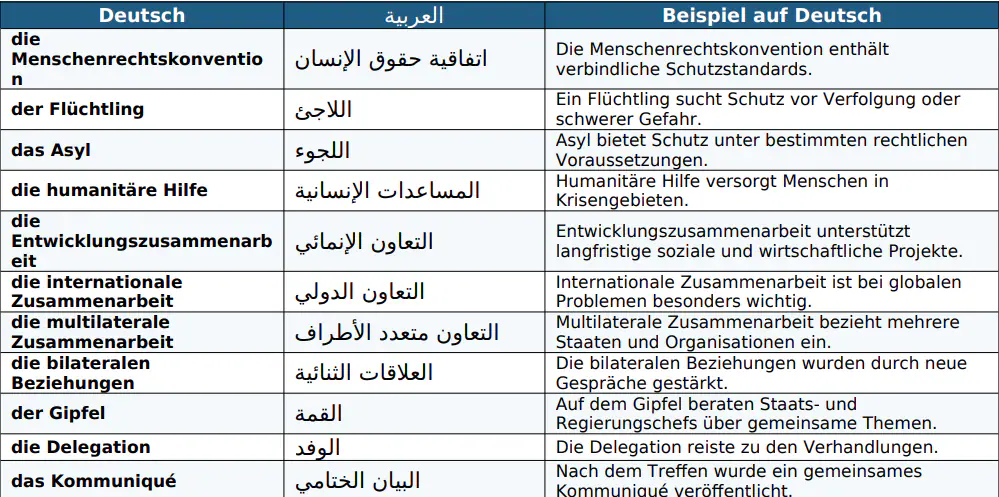 Deutsch العربية Beispiel auf Deutsch
die
Menschenrechtskonventio
n
اتفاقية حقوق الإنسان
Die Menschenrechtskonvention enthält
verbindliche Schutzstandards.
der Flüchtling
اللاجئ
Ein Flüchtling sucht Schutz vor Verfolgung oder
schwerer Gefahr.
das Asyl
اللجوء
Asyl bietet Schutz unter bestimmten rechtlichen
Voraussetzungen.
die humanitäre Hilfe
المساعدات الإنسانية
Humanitäre Hilfe versorgt Menschen in
Krisengebieten.
die
Entwicklungszusammenarb
eit
التعاون الإنمائي
Entwicklungszusammenarbeit unterstützt
langfristige soziale und wirtschaftliche Projekte.
die internationale
Zusammenarbeit
التعاون الدولي
Internationale Zusammenarbeit ist bei globalen
Problemen besonders wichtig.
die multilaterale
Zusammenarbeit
التعاون متعدد الأطراف
Multilaterale Zusammenarbeit bezieht mehrere
Staaten und Organisationen ein.
die bilateralen
Beziehungen
العلاقات الثنائية
Die bilateralen Beziehungen wurden durch neue
Gespräche gestärkt.
der Gipfel
القمة
Auf dem Gipfel beraten Staats- und
Regierungschefs über gemeinsame Themen.
die Delegation
الوفد
Die Delegation reiste zu den Verhandlungen.
das Kommuniqué
البيان الختامي
Nach dem Treffen wurde ein gemeinsames
Kommuniqué veröffentlicht.